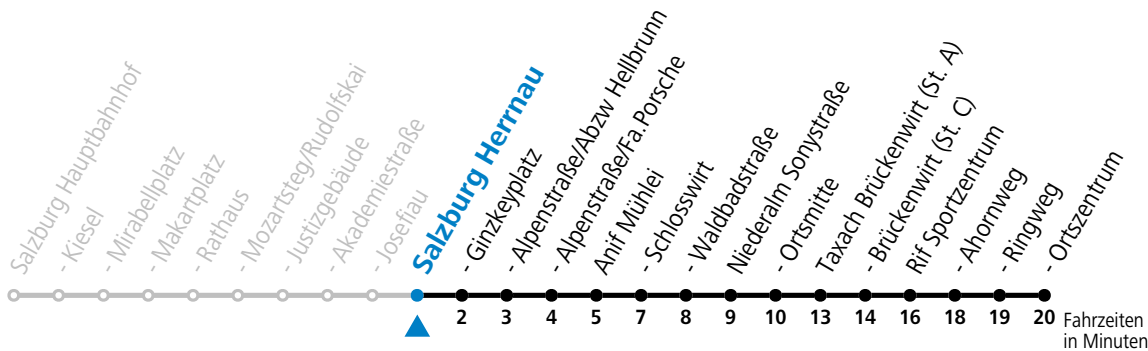 Salzburg Hauptbahnhof
- Kiesel
- Mirabellplatz
- Makartplatz
- Rathaus
- Mozartsteg/Rudolfskai
- Justizgebäude
- Akademiestraße
- Josefiau
Salzburg Herrnau
- Ginzkeyplatz
- Alpenstraße/Abzw Hellbrunn
- Alpenstraße/Fa.Porsche
Anif Mühlei
- Schlosswirt
- Waldbadstraße
Niederalm Sonystraße
- Ortsmitte
Taxach Brückenwirt (St. A)
- Brückenwirt (St. C)
Rif Sportzentrum
- Ahornweg
- Ringweg
- Ortszentrum
2 3 4 5 7 8 9 10 13 14 16 18 19 20 Fahrzeiten
in Minuten